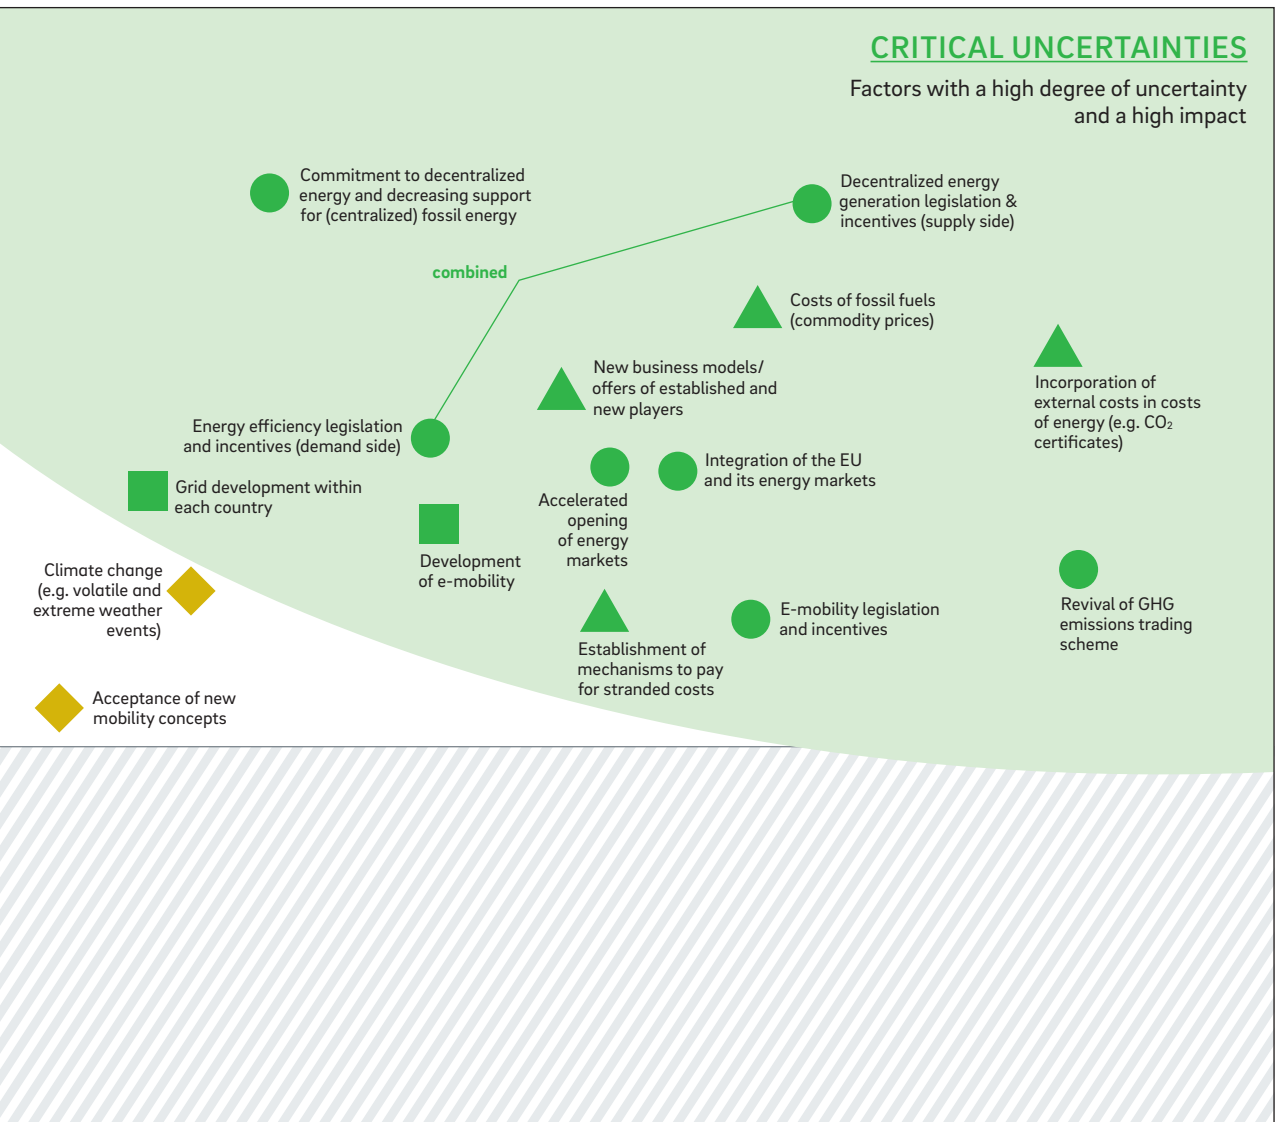 CRITICAL UNCERTAINTIES
Factors with a high degree of uncertainty
and a high impact
Commitment to decentralized
energy and decreasing support
for (centralized) fossil energy
Decentralized energy
generation legislation &
incentives (supply side)
combined
Costs of fossil fuels
(commodity prices)
New business models/
offers of established and
new players
Incorporation of
external costs in costs
of energy (e.g. CO₂
certificates)
Energy efficiency legislation
and incentives (demand side)
Integration of the EU
and its energy markets
Grid development within
each country
Accelerated
opening
of energy
markets
Development
of e-mobility
Climate change
(e.g. volatile and
extreme weather
events)
E-mobility legislation
and incentives
Revival of GHG
emissions trading
scheme
Establishment of
mechanisms to pay
for stranded costs
Acceptance of new
mobility concepts